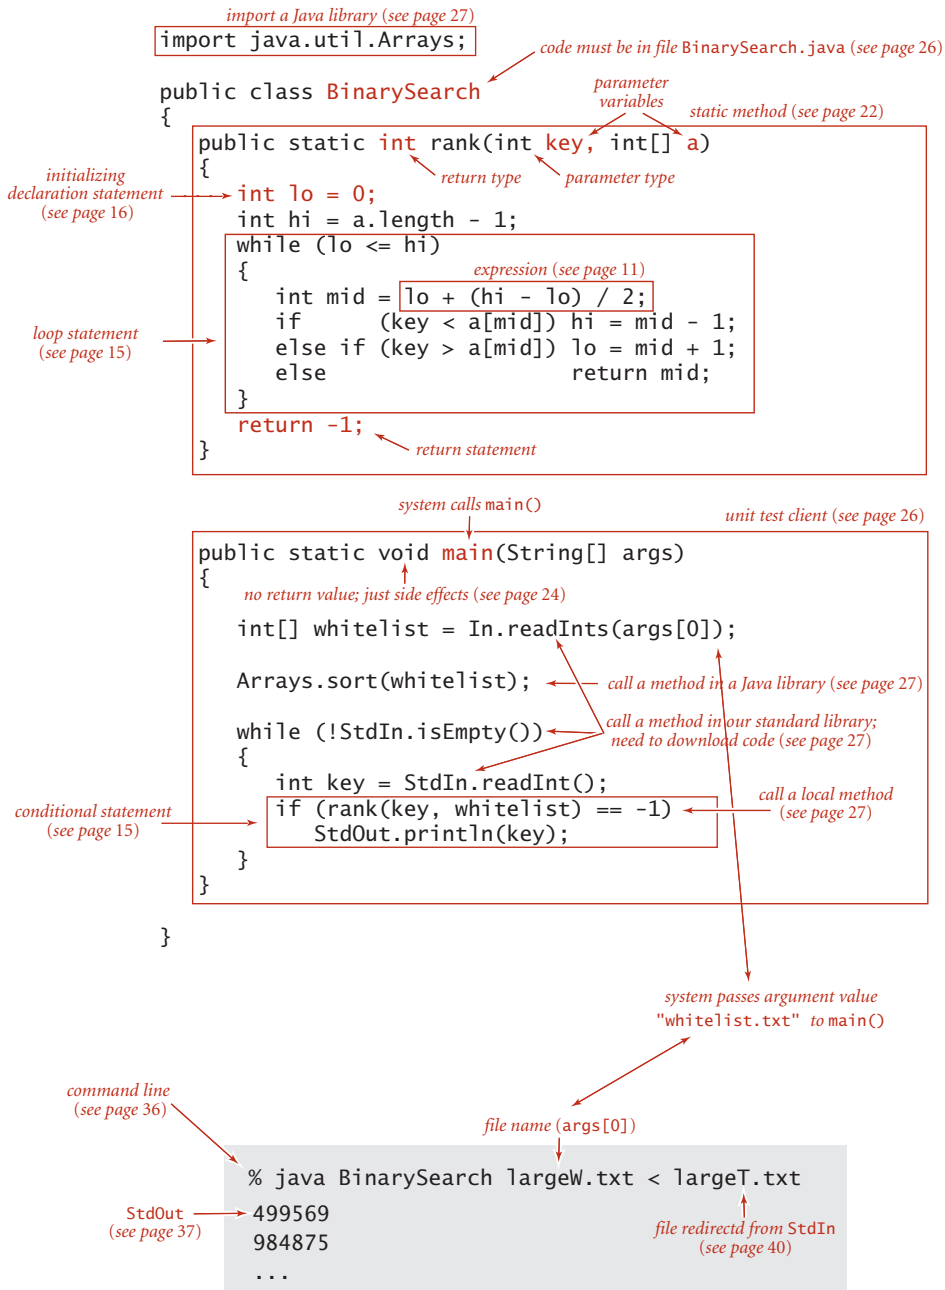 import a Java library (see page 27)
import java.util.Arrays;
code must be in file BinarySearch.java (see page 26)
public class BinarySearch
parameter
variables
{
static method (see page 22)
public static int rank(int key, int[] a)
{
return type
parameter type
initializing
declaration statement
(see page 16)
int lo = 0;
int hi = a.length - 1;
while (lo <= hi)
{
expression (see page 11)
int mid = lo + (hi - lo) / 2;
if (key < a[mid]) hi = mid - 1;
loop statement
(see page 15)
else if (key > a[mid]) lo = mid + 1;
else return mid;
}
return -1;
return statement
}
system calls main()
unit test client (see page 26)
public static void main(String[] args)
{
no return value; just side effects (see page 24)
int[] whitelist = In.readInts(args[0]);
Arrays.sort(whitelist);
call a method in a Java library (see page 27)
call a method in our standard library;
need to download code (see page 27)
while (!StdIn.isEmpty())
{
int key = StdIn.readInt();
conditional statement
(see page 15)
if (rank(key, whitelist) == -1)
call a local method
(see page 27)
StdOut.println(key);
}
}
}
system passes argument value
"whitelist.txt" to main()
command line
(see page 36)
file name (args[0])
% java BinarySearch largeW.txt < largeT.txt
StdOut
(see page 37)
499569
984875
...
file redirectd from StdIn
(see page 40)